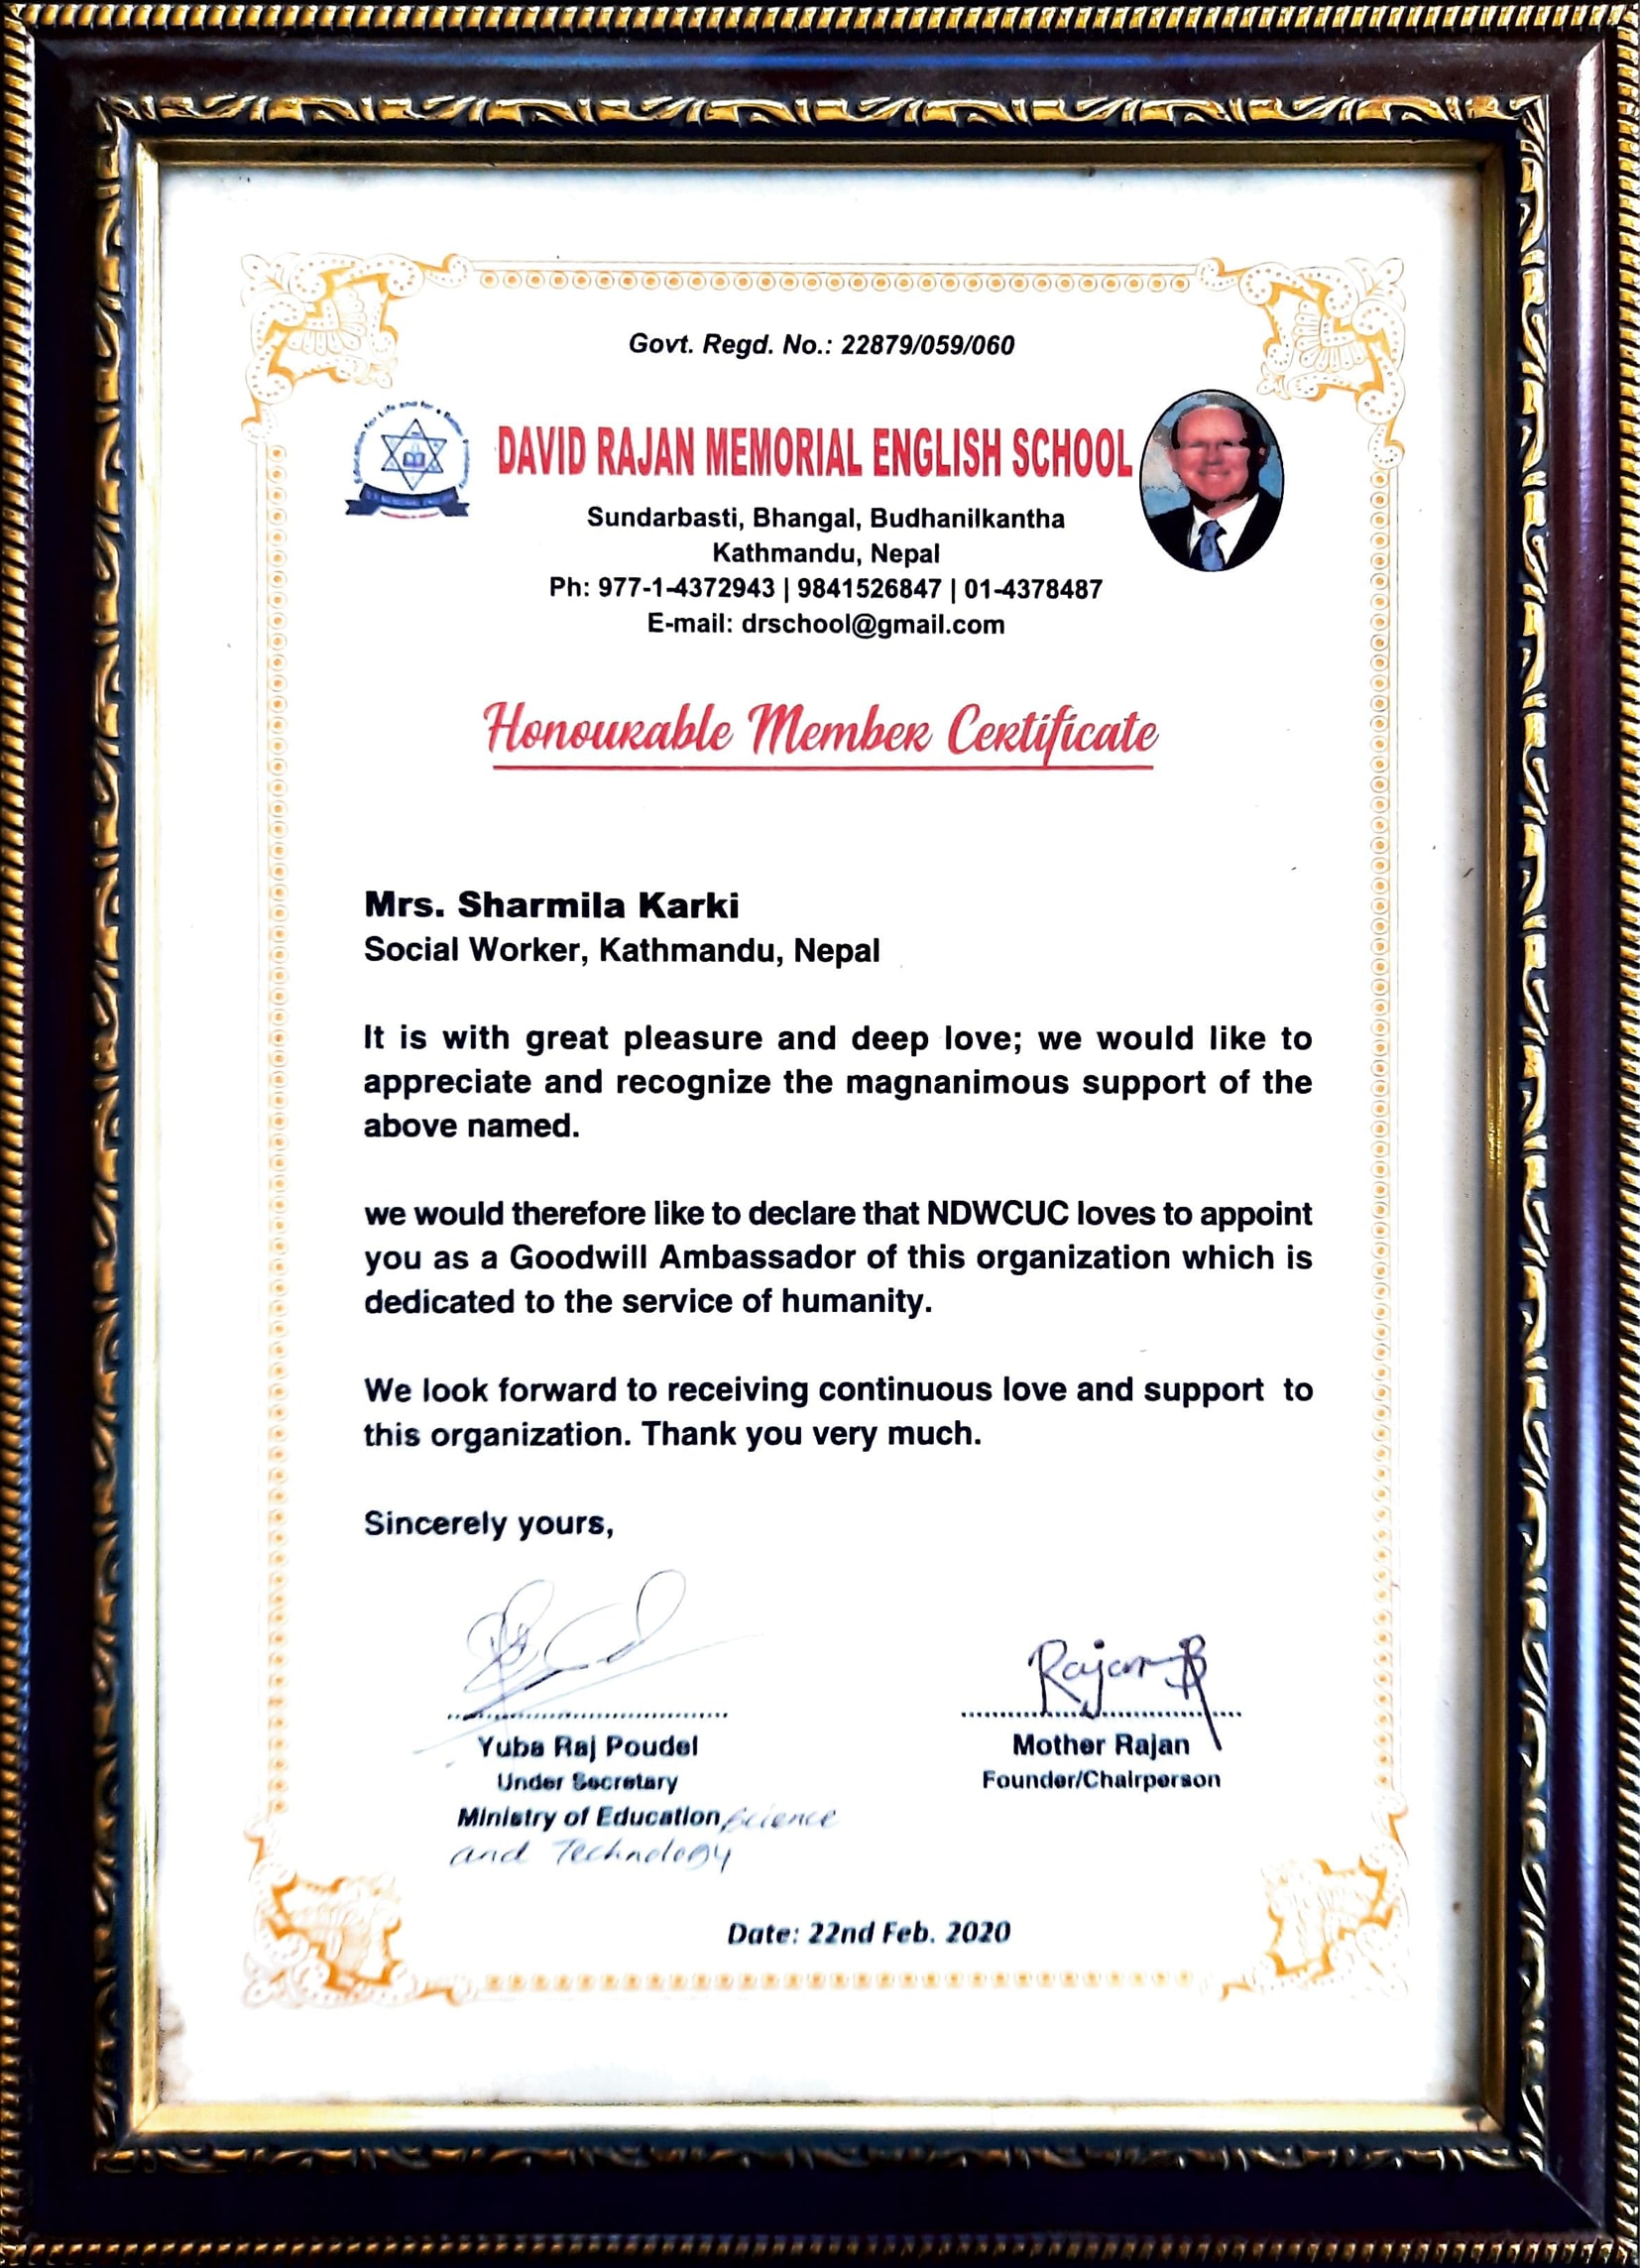 Govt. Regd. No.: 22879/059/060
DAVID RAJAN MEMORIAL ENGLISH SCHOOL
Sundarbasti, Bhangal, Budhanilkantha
Kathmandu, Nepal
Ph: 977-1-4372943 | 9841526847 | 01-4378487
E-mail: drschool@gmail.com
Honourable Member Certificate
Mrs. Sharmila Karki
Social Worker, Kathmandu, Nepal
It is with great pleasure and deep love; we would like to
appreciate and recognize the magnanimous support of the
above named.
we would therefore like to declare that NDWCUC loves to appoint
you as a Goodwill Ambassador of this organization which is
dedicated to the service of humanity.
We look forward to receiving continuous love and support to
this organization. Thank you very much.
Sincerely yours,
Rajan
Yuba Raj Poudel
Mother Rajan
Under Secretary
Founder/Chairperson
Ministry of Education, Science
and Technology
Date: 22nd Feb. 2020